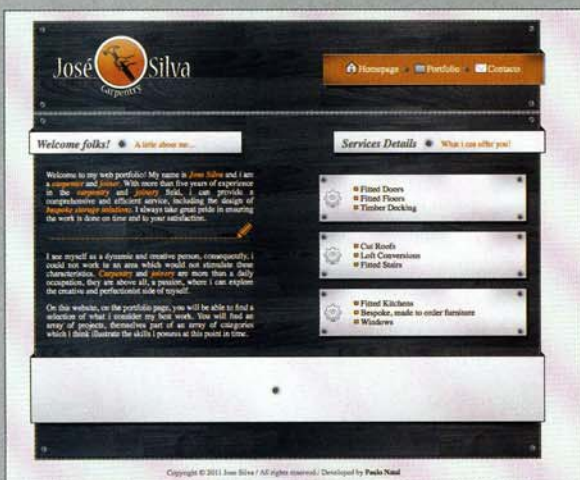 José Silva
Carpentry
Homepage Portfolio Contacts
Welcome folks! A little about me...
Welcome to my web portfolio! My name is Jose Silva and i am
a carpenter and joiner. With more than five years of experience
in the carpentry and joinery field, i can provide a
comprehensive and efficient service, including the design of
bespoke storage solutions. I always take great pride in ensuring
the work is done on time and to your satisfaction.
I see myself as a dynamic and creative person, consequently, i
could not work in an area which would not stimulate these
characteristics. Carpentry and joinery are more than a daily
occupation, they are above all, a passion, where i can explore
the creative and perfectionist side of myself.
On this website, on the portfolio page, you will be able to find a
selection of what i consider my best work. You will find an
array of projects, themselves part of an array of categories
which i think illustrate the skills i possess at this point in time.
Services Details What i can offer you!
Fitted Doors
Fitted Floors
Timber Decking
Cut Roofs
Loft Conversions
Fitted Stairs
Fitted Kitchens
Bespoke, made to order furniture
Windows
Copyright © 2011 Jose Silva / All rights reserved / Developed by Paulo